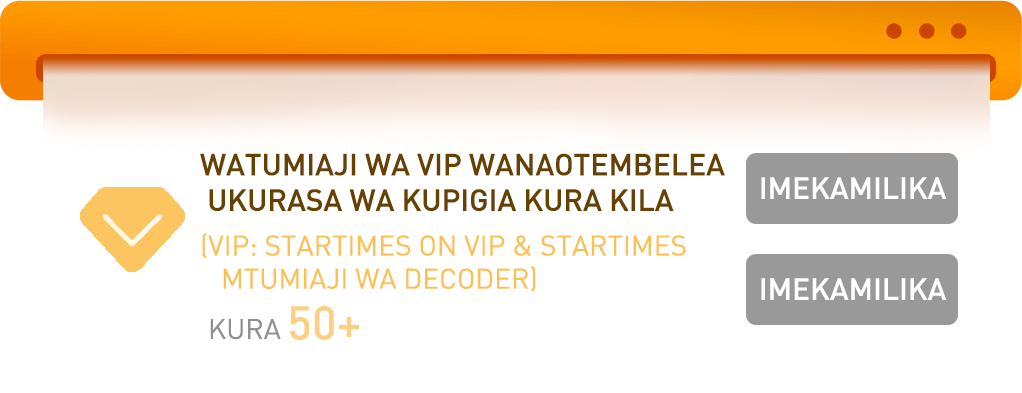 WATUMIAJI WA VIP WANAOTEMBELEA
UKURASA WA KUPIGIA KURA KILA
(VIP: STARTIMES ON VIP & STARTIMES
MTUMIAJI WA DECODER)
KURA 50+
IMEKAMILIKA
IMEKAMILIKA